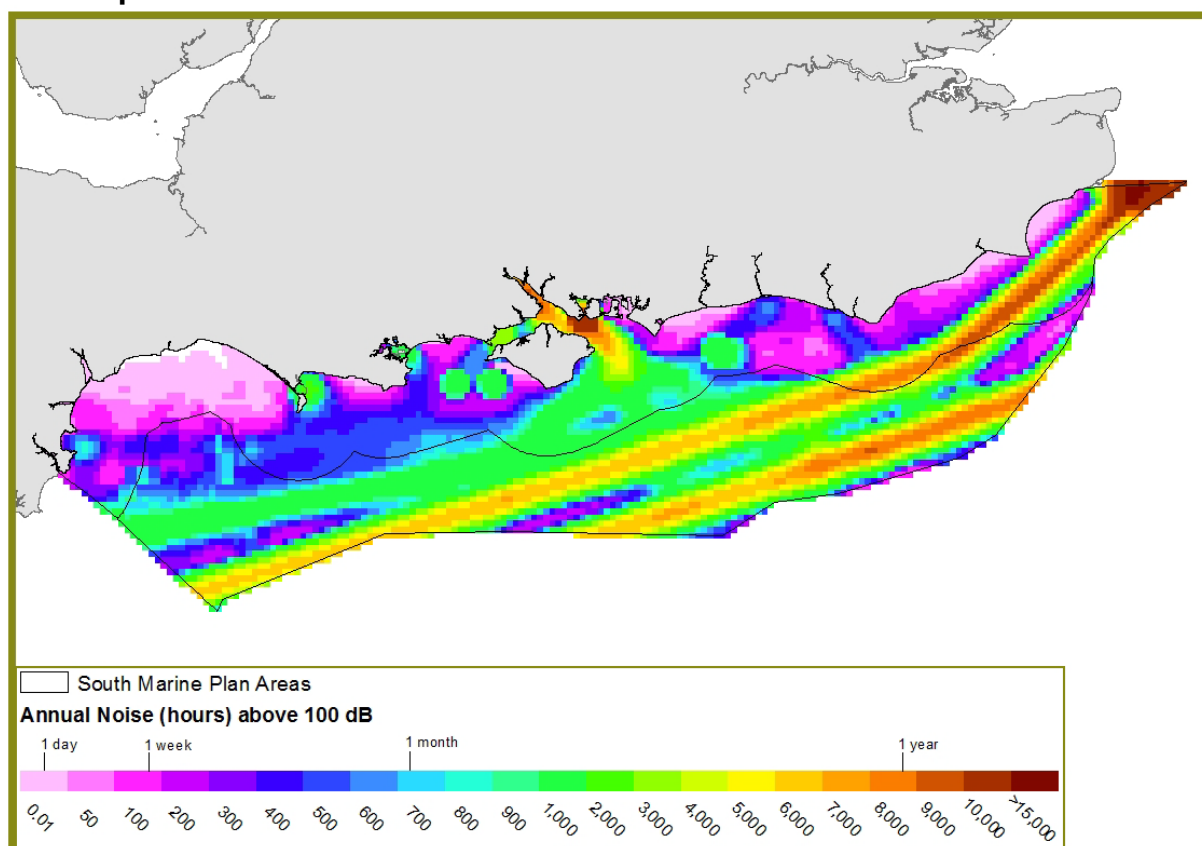 South Marine Plan Areas
Annual Noise (hours) above 100 dB
1 day 1 week 1 month 1 year
0.01 50 100 200 300 400 500 600 700 800 900 1,000 2,000 3,000 4,000 5,000 6,000 7,000 8,000 9,000 10,000 >15,000